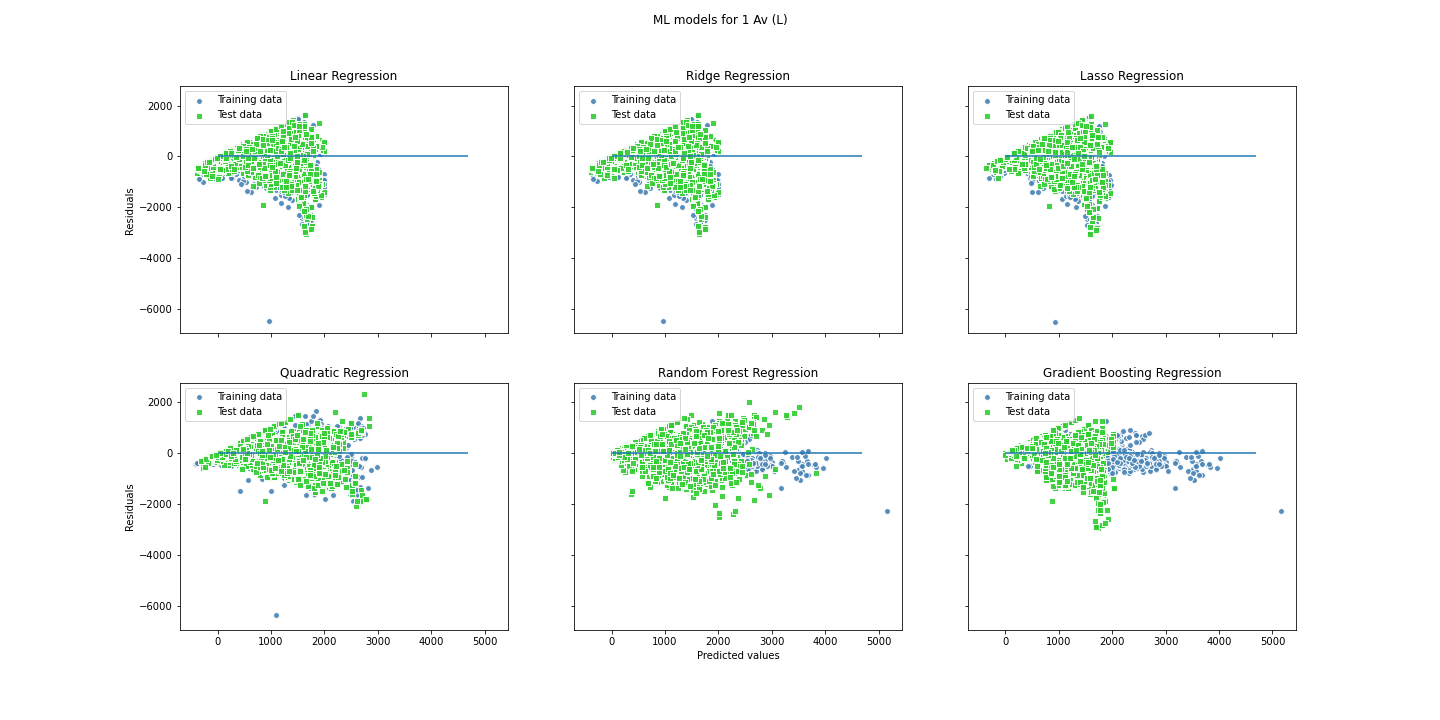 ML models for 1 Av (L)
Linear Regression
Ridge Regression
Lasso Regression
Training data
Test data
Training data
Test data
Training data
Test data
2000
0
−2000
−4000
−6000
Residuals
Quadratic Regression
Random Forest Regression
Gradient Boosting Regression
Training data
Test data
Training data
Test data
Training data
Test data
2000
0
−2000
−4000
−6000
Residuals
0 1000 2000 3000 4000 5000
0 1000 2000 3000 4000 5000
0 1000 2000 3000 4000 5000
Predicted values